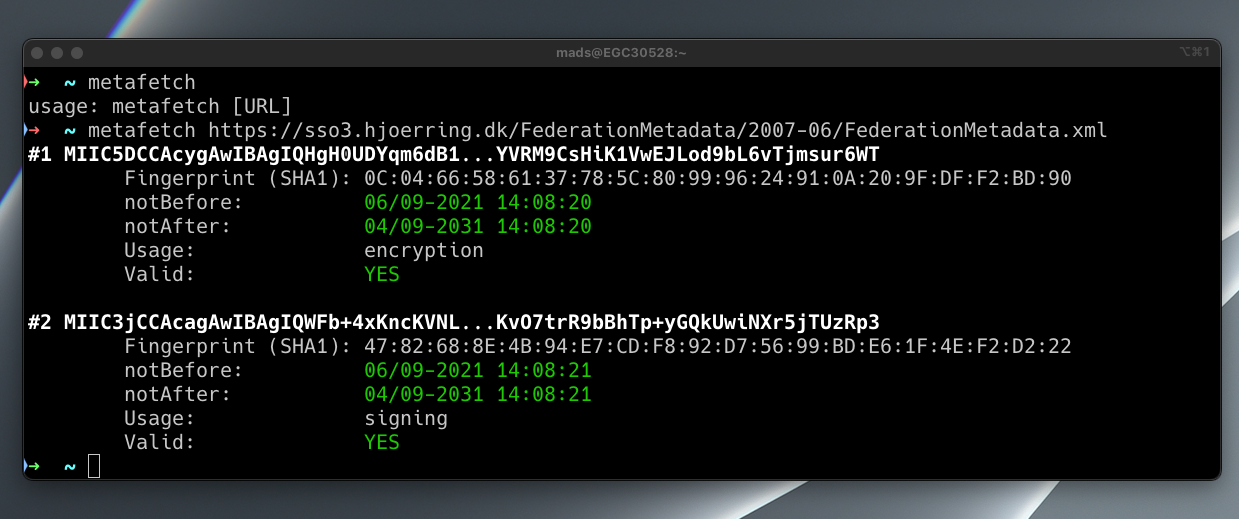 mads@EGC30528:~
⌥⌘1
➜ ~ metafetch
usage: metafetch [URL]
➜ ~ metafetch https://sso3.hjoerring.dk/FederationMetadata/2007-06/FederationMetadata.xml
#1 MIIC5DCCAcygAwIBAgIQHgH0UDYqm6dB1...YVRM9CsHiK1VwEJLod9bL6vTjmsur6WT
Fingerprint (SHA1): 0C:04:66:58:61:37:78:5C:80:99:96:24:91:0A:20:9F:DF:F2:BD:90
notBefore: 06/09-2021 14:08:20
notAfter: 04/09-2031 14:08:20
Usage: encryption
Valid: YES
#2 MIIC3jCCAcagAwIBAgIQWFb+4xKncKVNL...KvO7trR9bBhTp+yGQkUwiNXr5jTUzRp3
Fingerprint (SHA1): 47:82:68:8E:4B:94:E7:CD:F8:92:D7:56:99:BD:E6:1F:4E:F2:D2:22
notBefore: 06/09-2021 14:08:21
notAfter: 04/09-2031 14:08:21
Usage: signing
Valid: YES
➜ ~